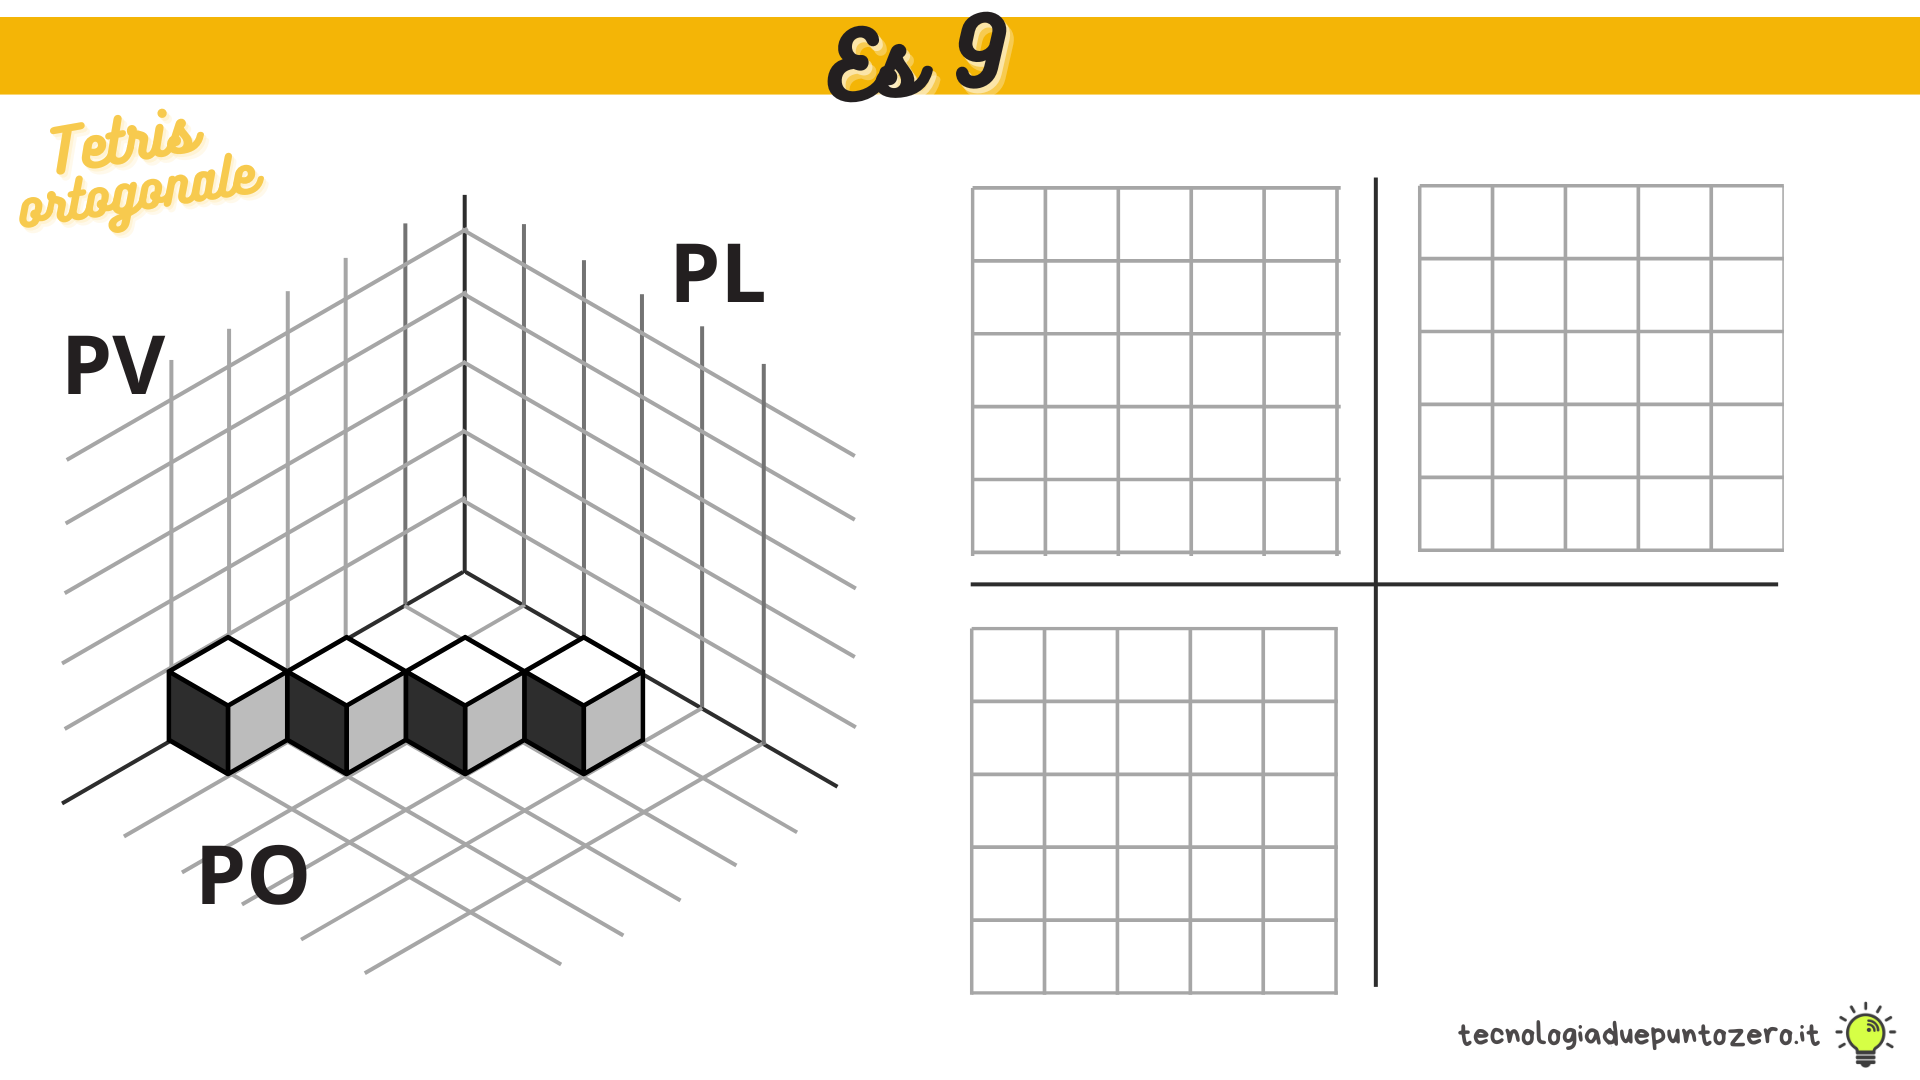 Es 9
Tetris
ortogonale
PL
PV
PO
tecnologiaduepuntozero.it